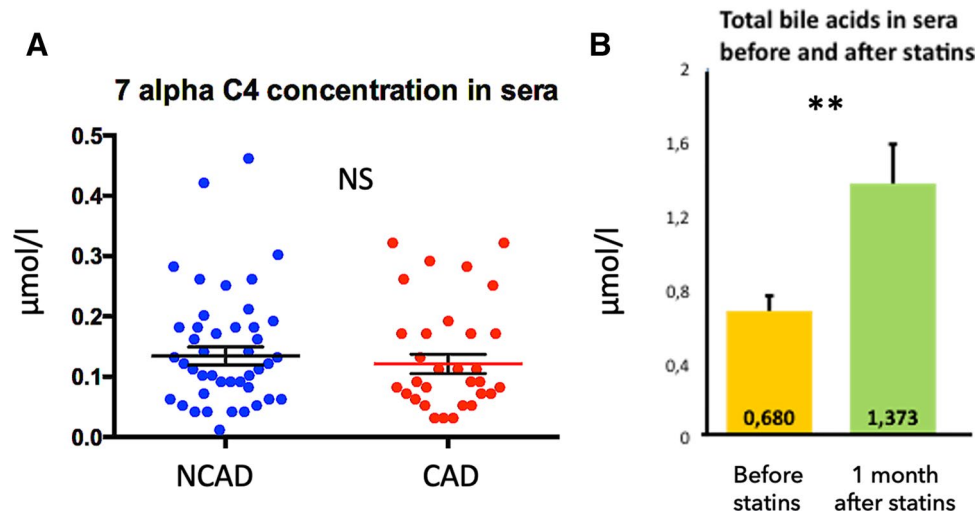 A
7 alpha C4 concentration in sera
0.5
0.4
0.3
0.2
0.1
0.0
µmol/l
NS
NCAD
CAD
B
Total bile acids in sera
before and after statins
2
1,6
1,2
0,8
0,4
0
µmol/l
**
0,680
1,373
Before
statins
1 month
after statins